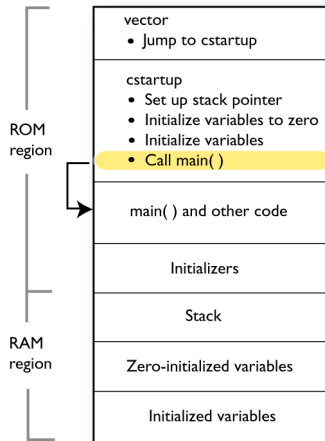 vector
• Jump to cstartup
cstartup
• Set up stack pointer
• Initialize variables to zero
• Initialize variables
• Call main( )
ROM
region
main( ) and other code
Initializers
Stack
RAM
region
Zero-initialized variables
Initialized variables